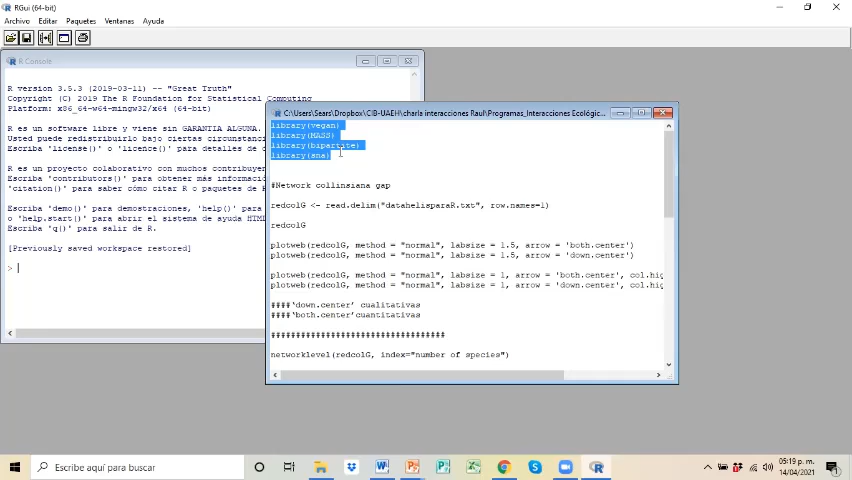 RGui (64-bit)
Archivo Editar Paquetes Ventanas Ayuda
R Console
R version 3.5.3 (2019-03-11) -- "Great Truth"
Copyright (C) 2019 The R Foundation for Statistical Computing
Platform: x86_64-w64-mingw32/x64 (64-bit)
R es un software libre y viene sin GARANTIA ALGUNA.
Usted puede redistribuirlo bajo ciertas circunstanc
Escriba 'license()' o 'licence()' para detalles de
R es un proyecto colaborativo con muchos contribuye
Escriba 'contributors()' para obtener más informaci
'citation()' para saber cómo citar R o paquetes de
Escriba 'demo()' para demostraciones, 'help()' para
o 'help.start()' para abrir el sistema de ayuda HTM
Escriba 'q()' para salir de R.
[Previously saved workspace restored]
>
C:\Users\Sears\Dropbox\CIB-UAEH\charla interacciones Raul\Programas_Interacciones Ecológic...
library(vegan)
library(MASS)
library(bipartite)
library(sna)
#Network collinsiana gap
redcolG <- read.delim("datahelisparaR.txt", row.names=1)
redcolG
plotweb(redcolG, method = "normal", labsize = 1.5, arrow = 'both.center')
plotweb(redcolG, method = "normal", labsize = 1.5, arrow = 'down.center')
plotweb(redcolG, method = "normal", labsize = 1, arrow = 'both.center', col.hig
plotweb(redcolG, method = "normal", labsize = 1, arrow = 'down.center', col.hig
####'down.center' cualitativas
####'both.center'cuantitativas
###################################
networklevel(redcolG, index="number of species")
Escribe aquí para buscar
05:19 p. m.
14/04/2021